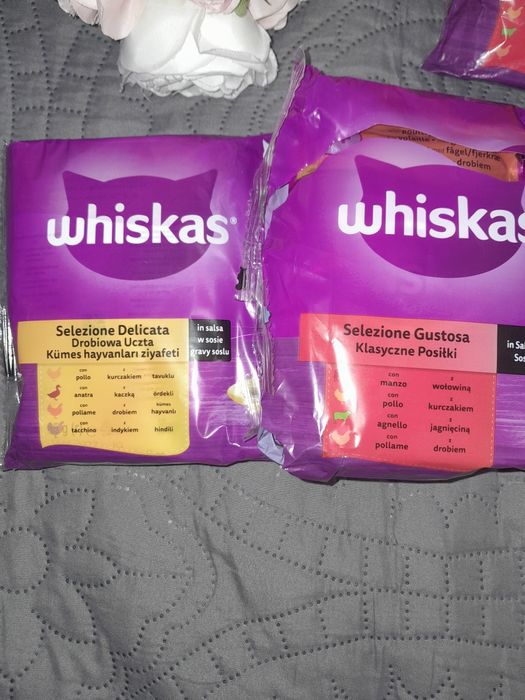 whiskas®
Selezione Delicata
Drobiowa Uczta
Kümes hayvanları ziyafeti
in salsa
w sosie
gravy soslu
con
pollo
z
kurczakiem
tavuklu
con
anatra
z
kaczką
ördekli
con
pollame
z
drobiem
kümes
hayvanlı
con
tacchino
z
indykiem
hindili
fågel/fjerkræ
drobiem
whiskas
Selezione Gustosa
Klasyczne Posiłki
con
manzo
z
wołowiną
con
pollo
z
kurczakiem
con
agnello
z
jagnięciną
con
pollame
z
drobiem